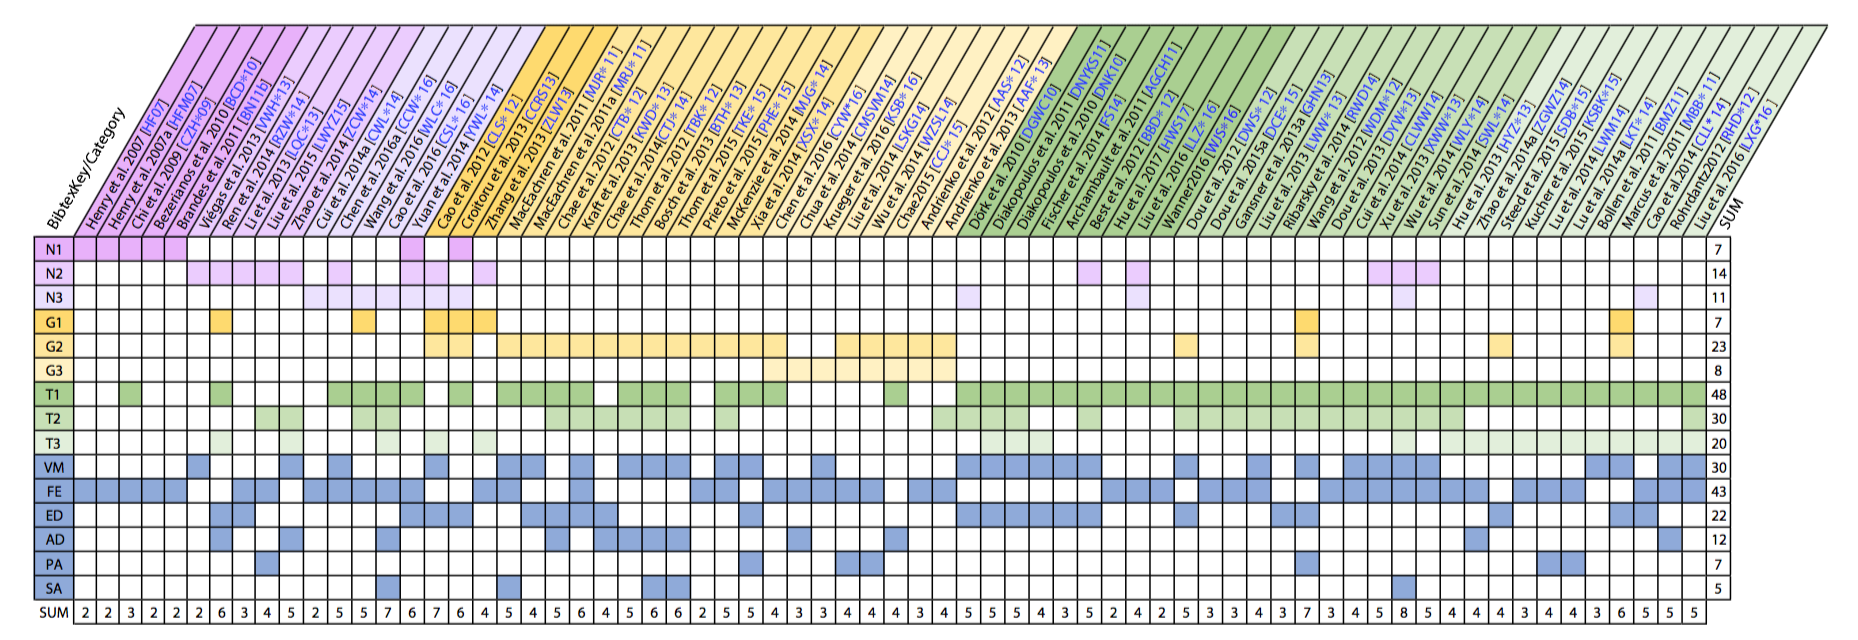 BibtexKey/Category
Henry et al. 2007 [HF07]
Henry et al. 2007a [HFM07]
Chi et al. 2009 [CZH*09]
Bezerianos et al. 2010 [BCD*10]
Brandes et al. 2011 [BN11b]
Viégas et al. 2013 [VWH*13]
Ren et al. 2014 [RZW*14]
Li et al. 2013 [LQC*13]
Liu et al. 2015 [LWYZ15]
Zhao et al. 2014 [ZCW*14]
Cui et al. 2014a [CWL*14]
Chen et al. 2016a [CCW*16]
Wang et al. 2016 [WLC*16]
Cao et al. 2016 [CSL*16]
Yuan et al. 2014 [YWL*14]
Cao et al. 2012 [CLS*12]
Croitoru et al. 2013 [CCRS13]
Zhang et al. 2013 [ZLW13]
MacEachren et al. 2011 [MJR*11]
MacEachren et al. 2011a [MRJ*11]
Chae et al. 2012 [CTB*12]
Kraft et al. 2013 [KWD*13]
Chae et al. 2014[CTJ*14]
Thom et al. 2012 [TBK*12]
Bosch et al. 2013 [BTH*13]
Thom et al. 2015 [TKE*15]
Prieto et al. 2015 [PHE*15]
McKenzie et al. 2014 [MJG*14]
Xia et al. 2014 [XSX*14]
Chen et al. 2016 [CYW*16]
Chua et al. 2014 [CMSVM14]
Krueger et al. 2016 [KSB*16]
Liu et al. 2014 [LSKG14]
Wu et al. 2014 [WZSL14]
Chae2015 [CCJ*15]
Andrienko et al. 2012 [AAS*12]
Andrienko et al. 2013 [AAF*13]
Dörk et al. 2010 [DGWC10]
Diakopoulos et al. 2011 [DNYKS11]
Diakopoulos et al. 2010 [DNK10]
Fischer et al. 2014 [FS14]
Archambault et al. 2011 [AGCH11]
Best et al. 2012 [BBD*12]
Hu et al. 2017 [HWS17]
Liu et al. 2016 [LLZ*16]
Wanner2016 [WJS*16]
Dou et al. 2012 [DWS*12]
Dou et al. 2015a [DCE*15]
Gansner et al. 2013a [GHN13]
Liu et al. 2013 [LWW*13]
Ribarsky et al. 2014 [RWD14]
Wang et al. 2012 [WDM*12]
Dou et al. 2013 [DYW*13]
Cui et al. 2014 [CLWW14]
Xu et al. 2013 [XWW*13]
Wu et al. 2014 [WLY*14]
Sun et al. 2014 [SWL*14]
Hu et al. 2013 [HYZ*13]
Zhao et al. 2014a [ZGWZ14]
Steed et al. 2015 [SDB*15]
Kucher et al. 2015 [KSBK*15]
Lu et al. 2014 [LWM14]
Lu et al. 2014a [LKT*14]
Bollen et al. 2011 [BMZ11]
Marcus et al. 2011 [MBB*11]
Cao et al. 2014 [CLL*14]
Rohrdantz2012 [RHD*12]
Liu et al. 2016 [LXG*16]
SUM
N1 7
N2 14
N3 11
G1 7
G2 23
G3 8
T1 48
T2 30
T3 20
VM 30
FE 43
ED 22
AD 12
PA 7
SA 5
SUM 2 2 3 2 2 2 6 3 4 5 2 5 5 7 6 7 6 4 5 4 5 6 4 5 6 6 2 5 5 4 3 3 4 4 4 3 4 5 5 5 4 3 5 2 4 2 5 3 3 4 3 7 3 4 5 8 5 4 4 4 3 4 4 3 6 5 5 5